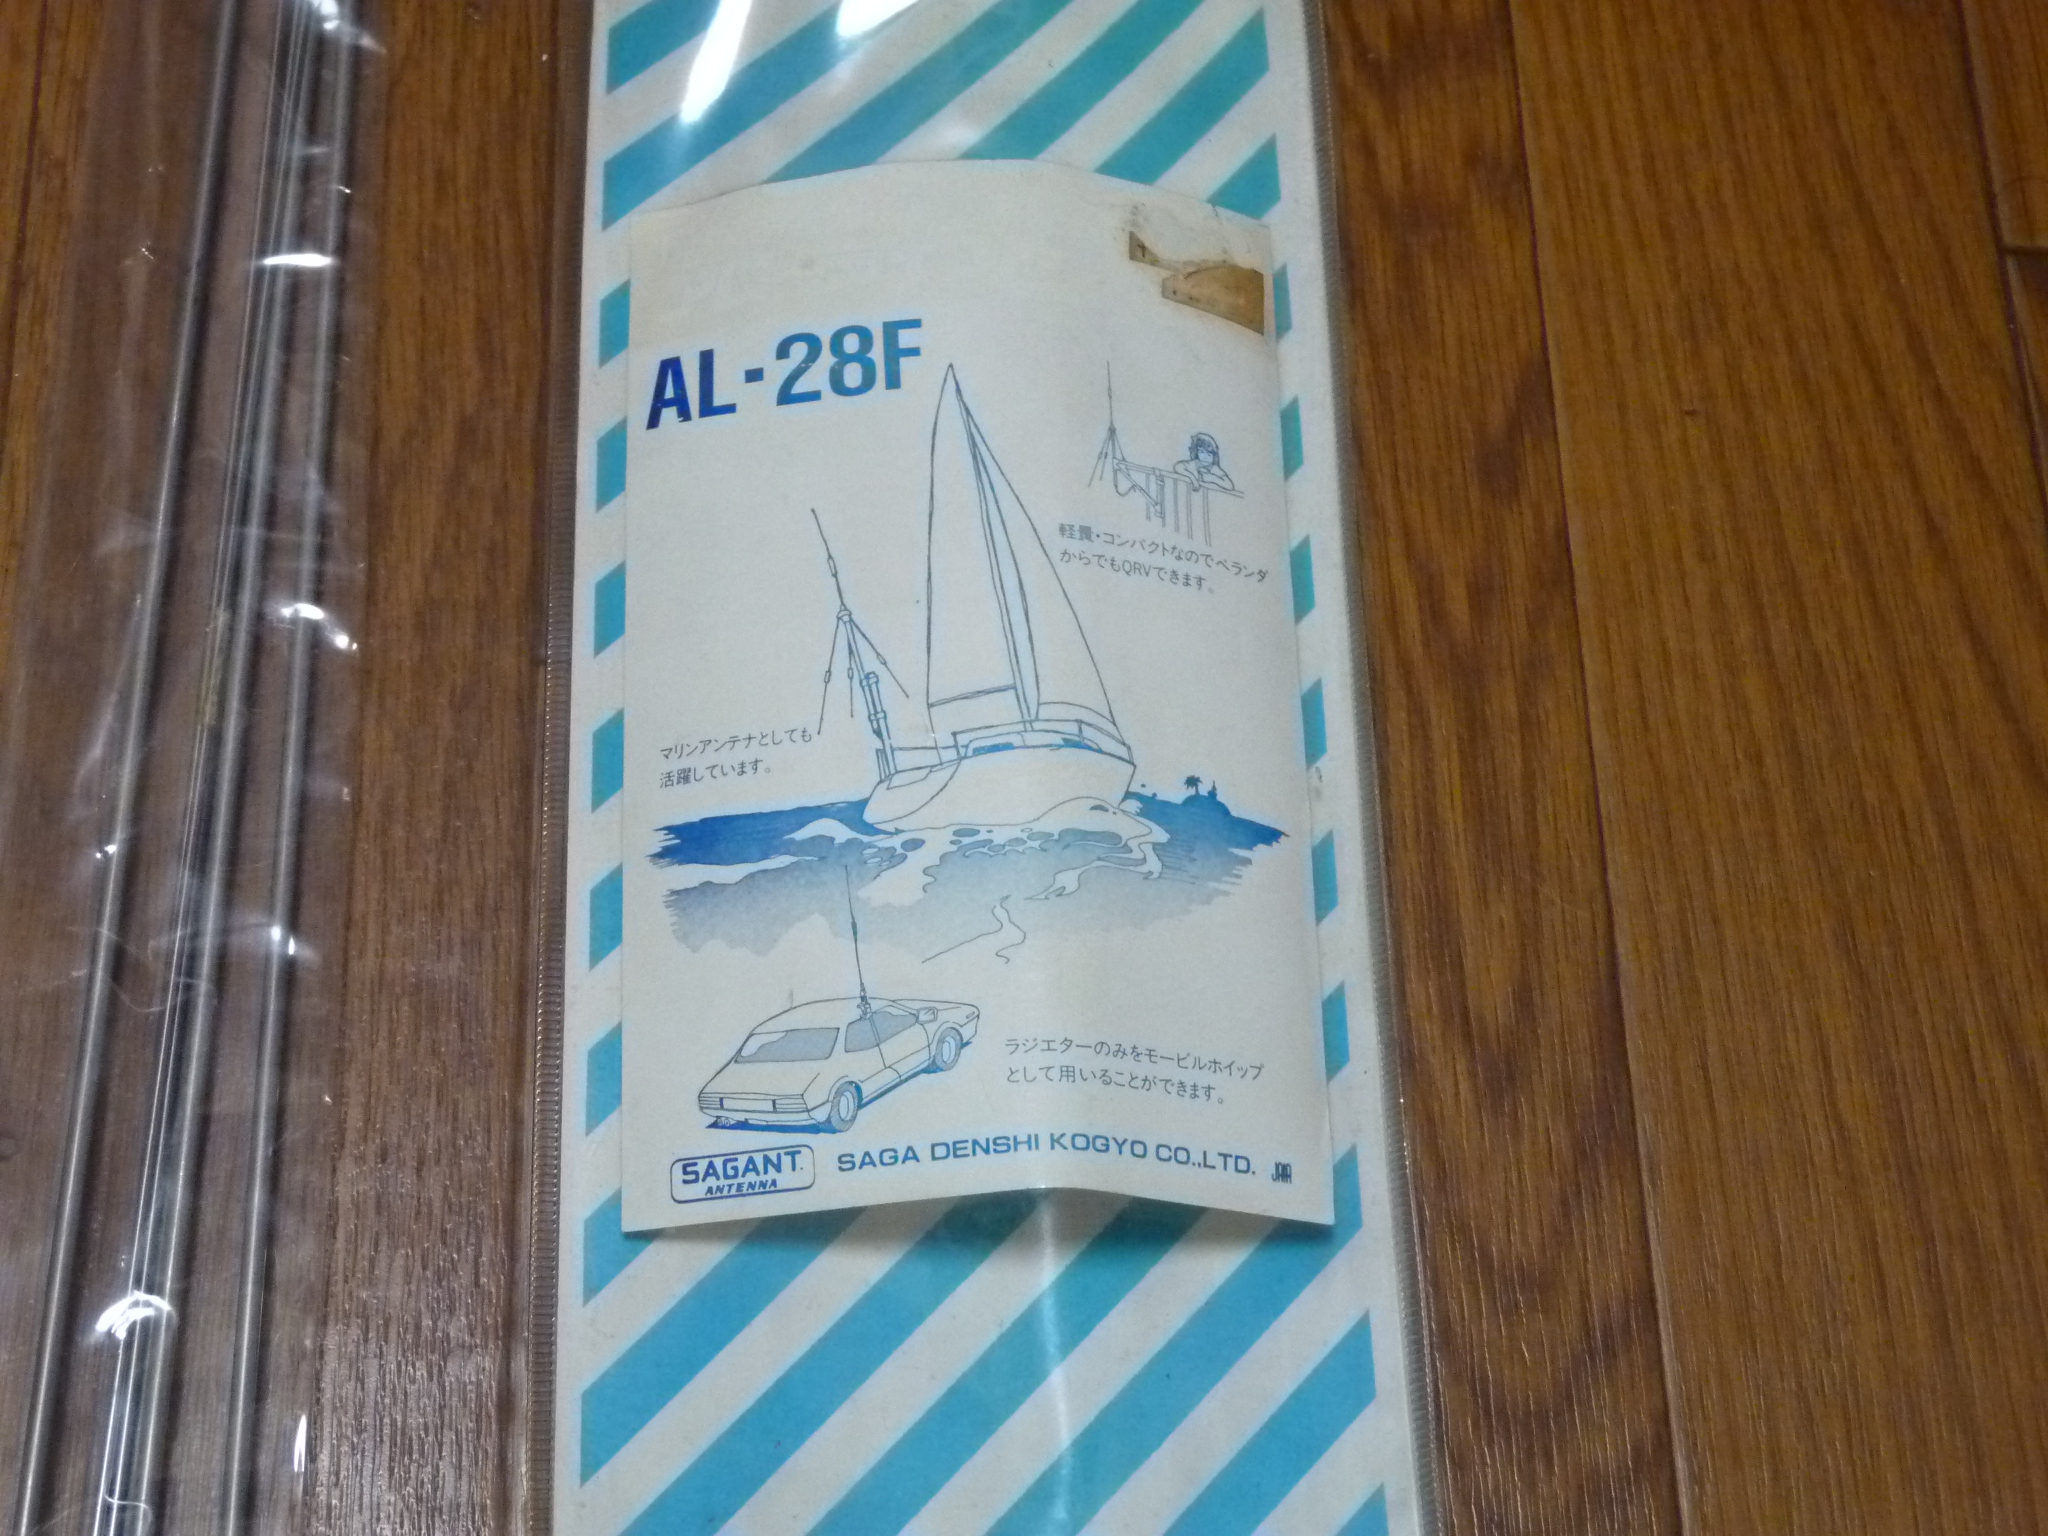 AL-28F
軽量・コンパクトなのでベランダ
からでもQRVできます。
マリンアンテナとしても
活躍しています。
ラジエターのみをモービルホイップ
として用いることができます。
SAGANT.
ANTENNA
SAGA DENSHI KOGYO CO.,LTD.
JAIA